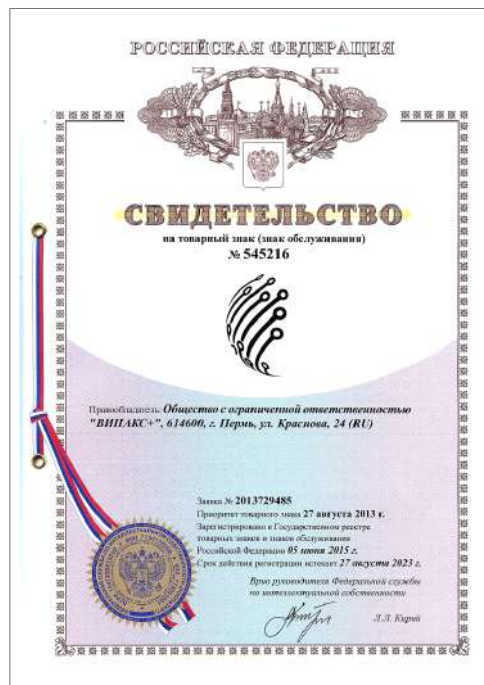 РОССИЙСКАЯ ФЕДЕРАЦИЯ
СВИДЕТЕЛЬСТВО
на товарный знак (знак обслуживания)
№ 545216
Правообладатель: Общество с ограниченной ответственностью
"ВИПАКС+", 614600, г. Пермь, ул. Краснова, 24 (RU)
Заявка № 2013729485
Приоритет товарного знака 27 августа 2013 г.
Зарегистрировано в Государственном реестре
товарных знаков и знаков обслуживания
Российской Федерации 05 июня 2015 г.
Срок действия регистрации истекает 27 августа 2023 г.
Врио руководителя Федеральной службы
по интеллектуальной собственности
Л.Л. Кирий